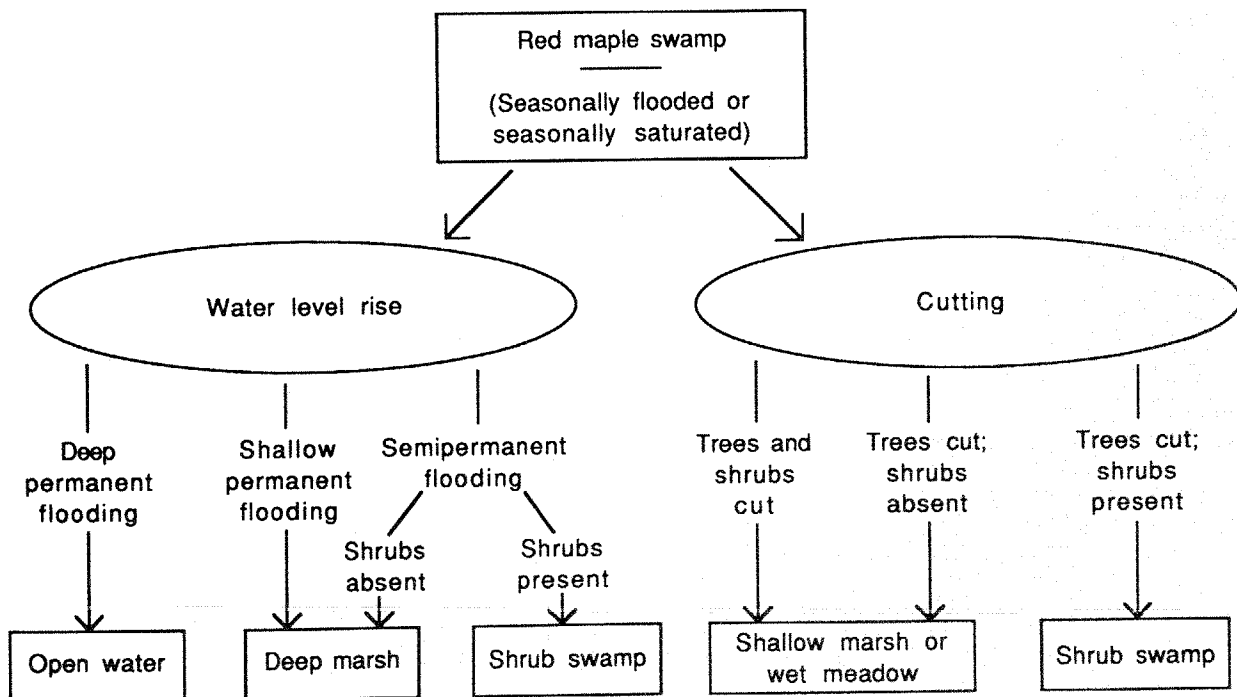 Red maple swamp
(Seasonally flooded or
seasonally saturated)
Water level rise
Cutting
Deep
permanent
flooding
Shallow
permanent
flooding
Semipermanent
flooding
Shrubs
absent
Shrubs
present
Trees and
shrubs
cut
Trees cut;
shrubs
absent
Trees cut;
shrubs
present
Open water
Deep marsh
Shrub swamp
Shallow marsh or
wet meadow
Shrub swamp